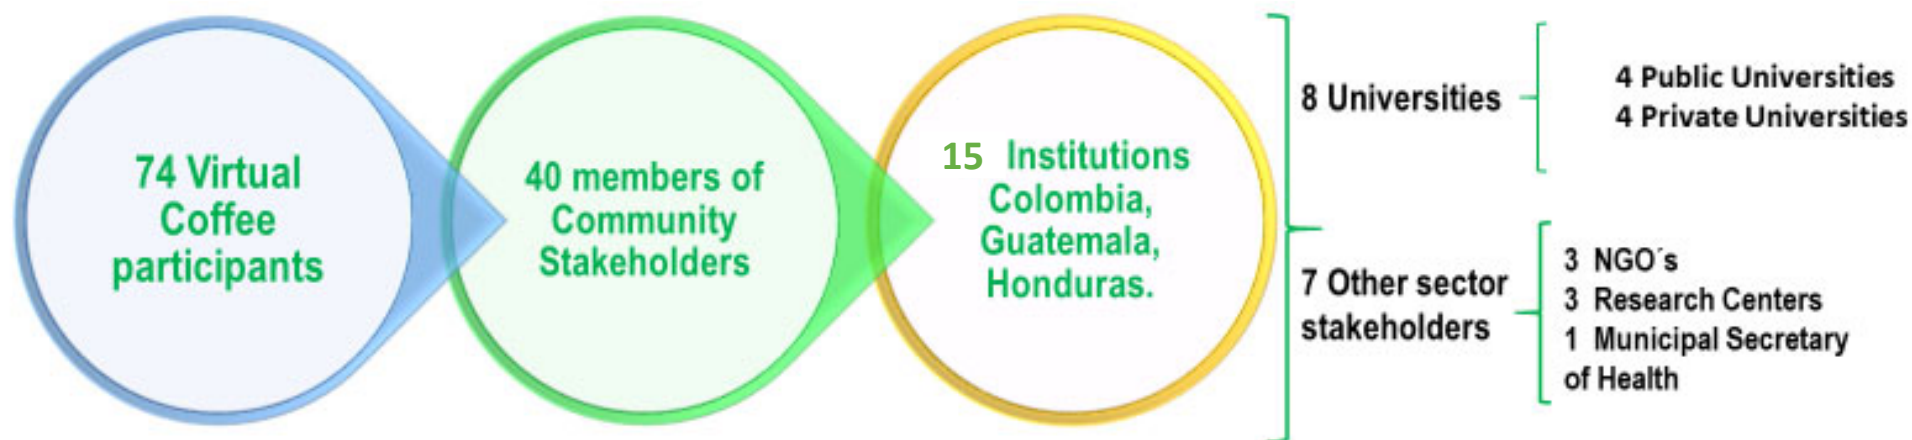 74 Virtual
Coffee
participants
40 members of
Community
Stakeholders
15 Institutions
Colombia,
Guatemala,
Honduras.
8 Universities
4 Public Universities
4 Private Universities
7 Other sector
stakeholders
3 NGO´s
3 Research Centers
1 Municipal Secretary
of Health